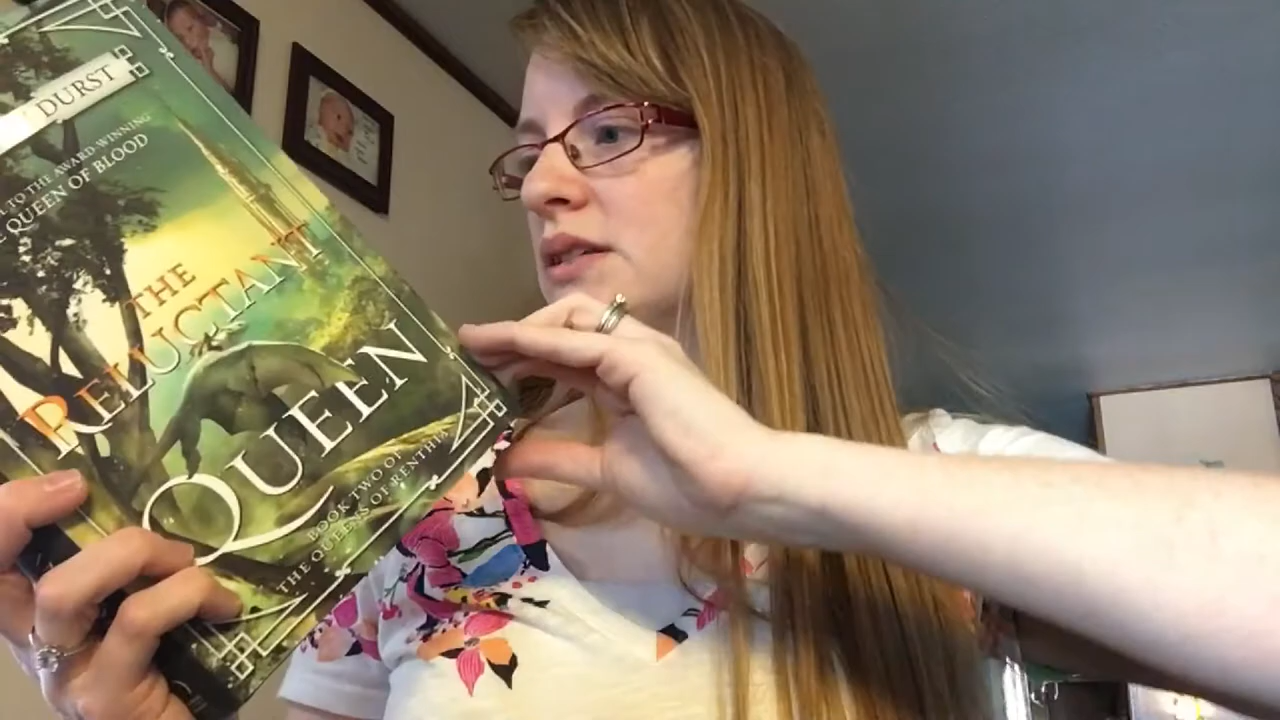 DURST
TO THE AWARD-WINNING
QUEEN OF BLOOD
THE
RELUCTANT
QUEEN
BOOK TWO OF
THE QUEENS OF RENTHIA